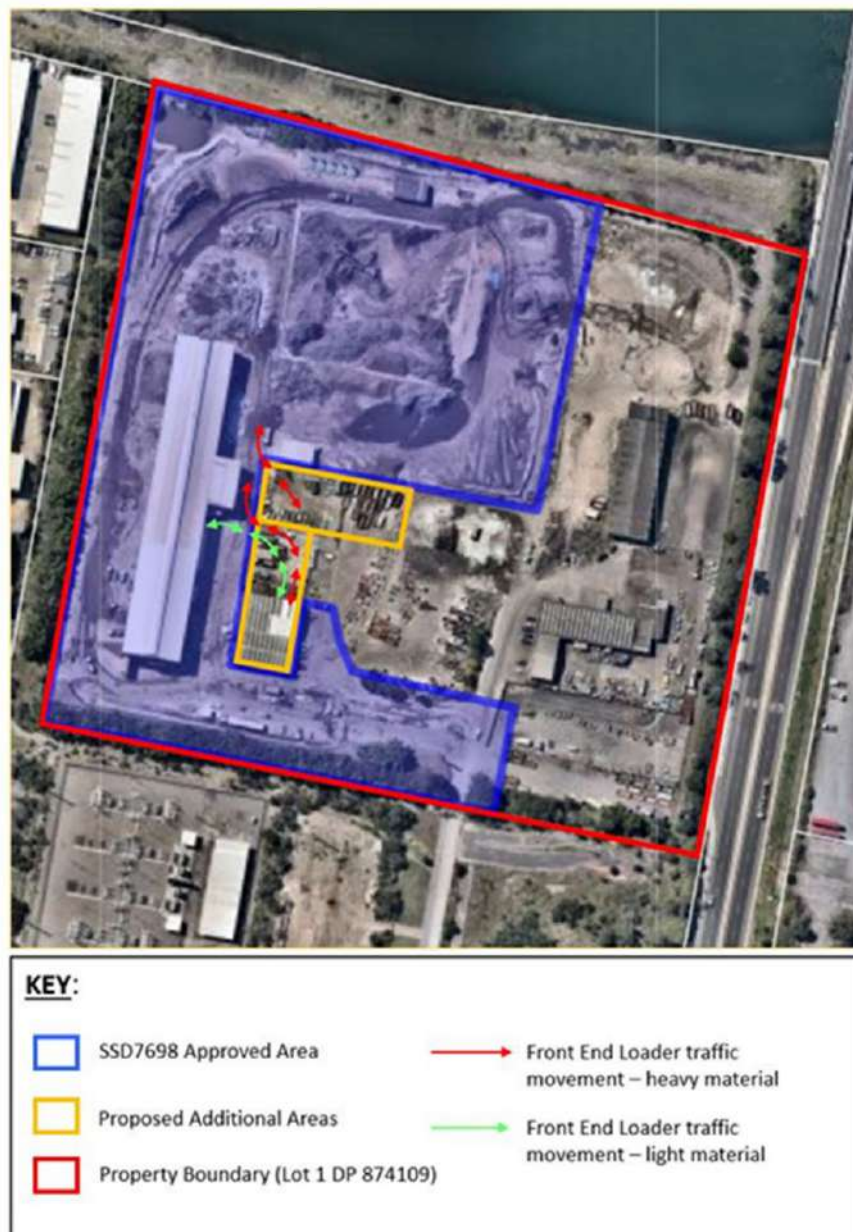 KEY:
SSD7698 Approved Area
Proposed Additional Areas
Property Boundary (Lot 1 DP 874109)
Front End Loader traffic
movement – heavy material
Front End Loader traffic
movement – light material